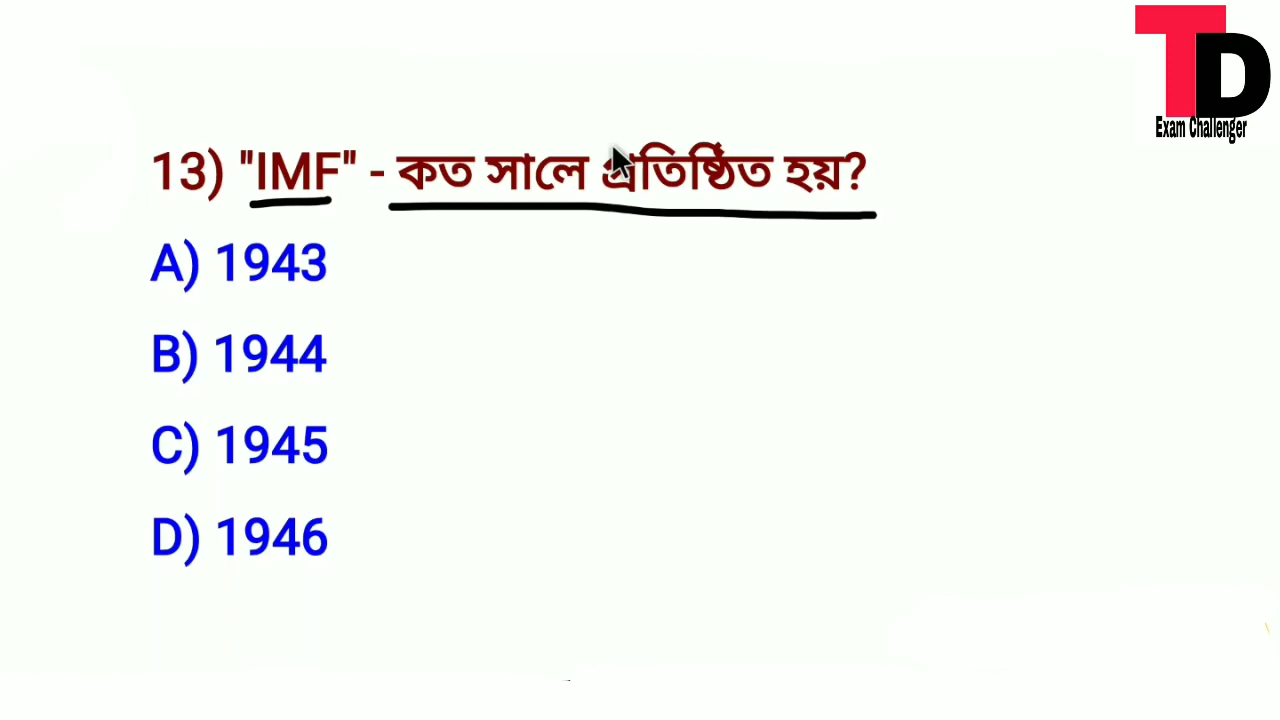 TD
Exam Challenger
13) "IMF" - কত সালে প্রতিষ্ঠিত হয়?
A) 1943
B) 1944
C) 1945
D) 1946